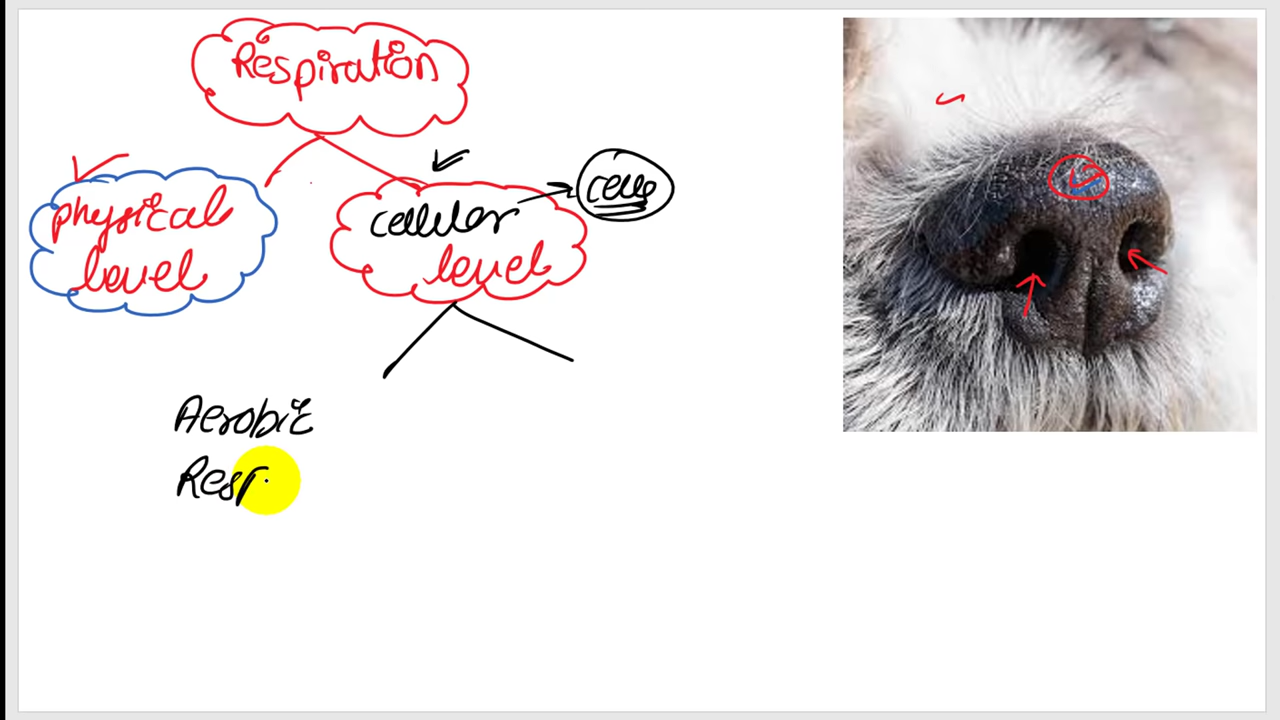 Respiration
physical
level
cellular
level
cells
Aerobic
Resp